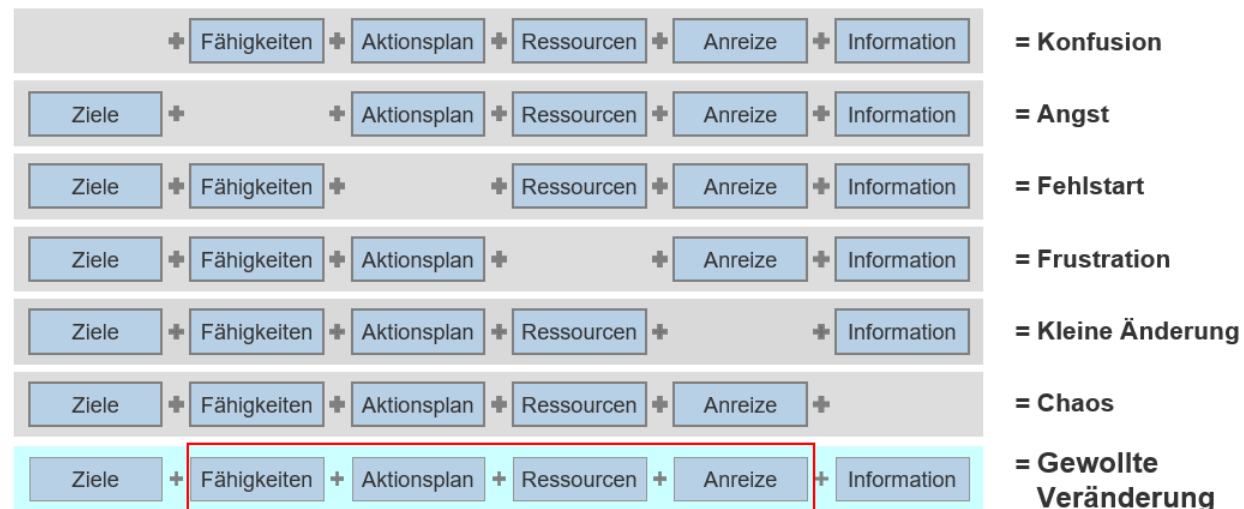 + Fähigkeiten + Aktionsplan + Ressourcen + Anreize + Information = Konfusion
Ziele + + Aktionsplan + Ressourcen + Anreize + Information = Angst
Ziele + Fähigkeiten + + Ressourcen + Anreize + Information = Fehlstart
Ziele + Fähigkeiten + Aktionsplan + + Anreize + Information = Frustration
Ziele + Fähigkeiten + Aktionsplan + Ressourcen + + Information = Kleine Änderung
Ziele + Fähigkeiten + Aktionsplan + Ressourcen + Anreize + = Chaos
Ziele + Fähigkeiten + Aktionsplan + Ressourcen + Anreize + Information = Gewollte
Veränderung